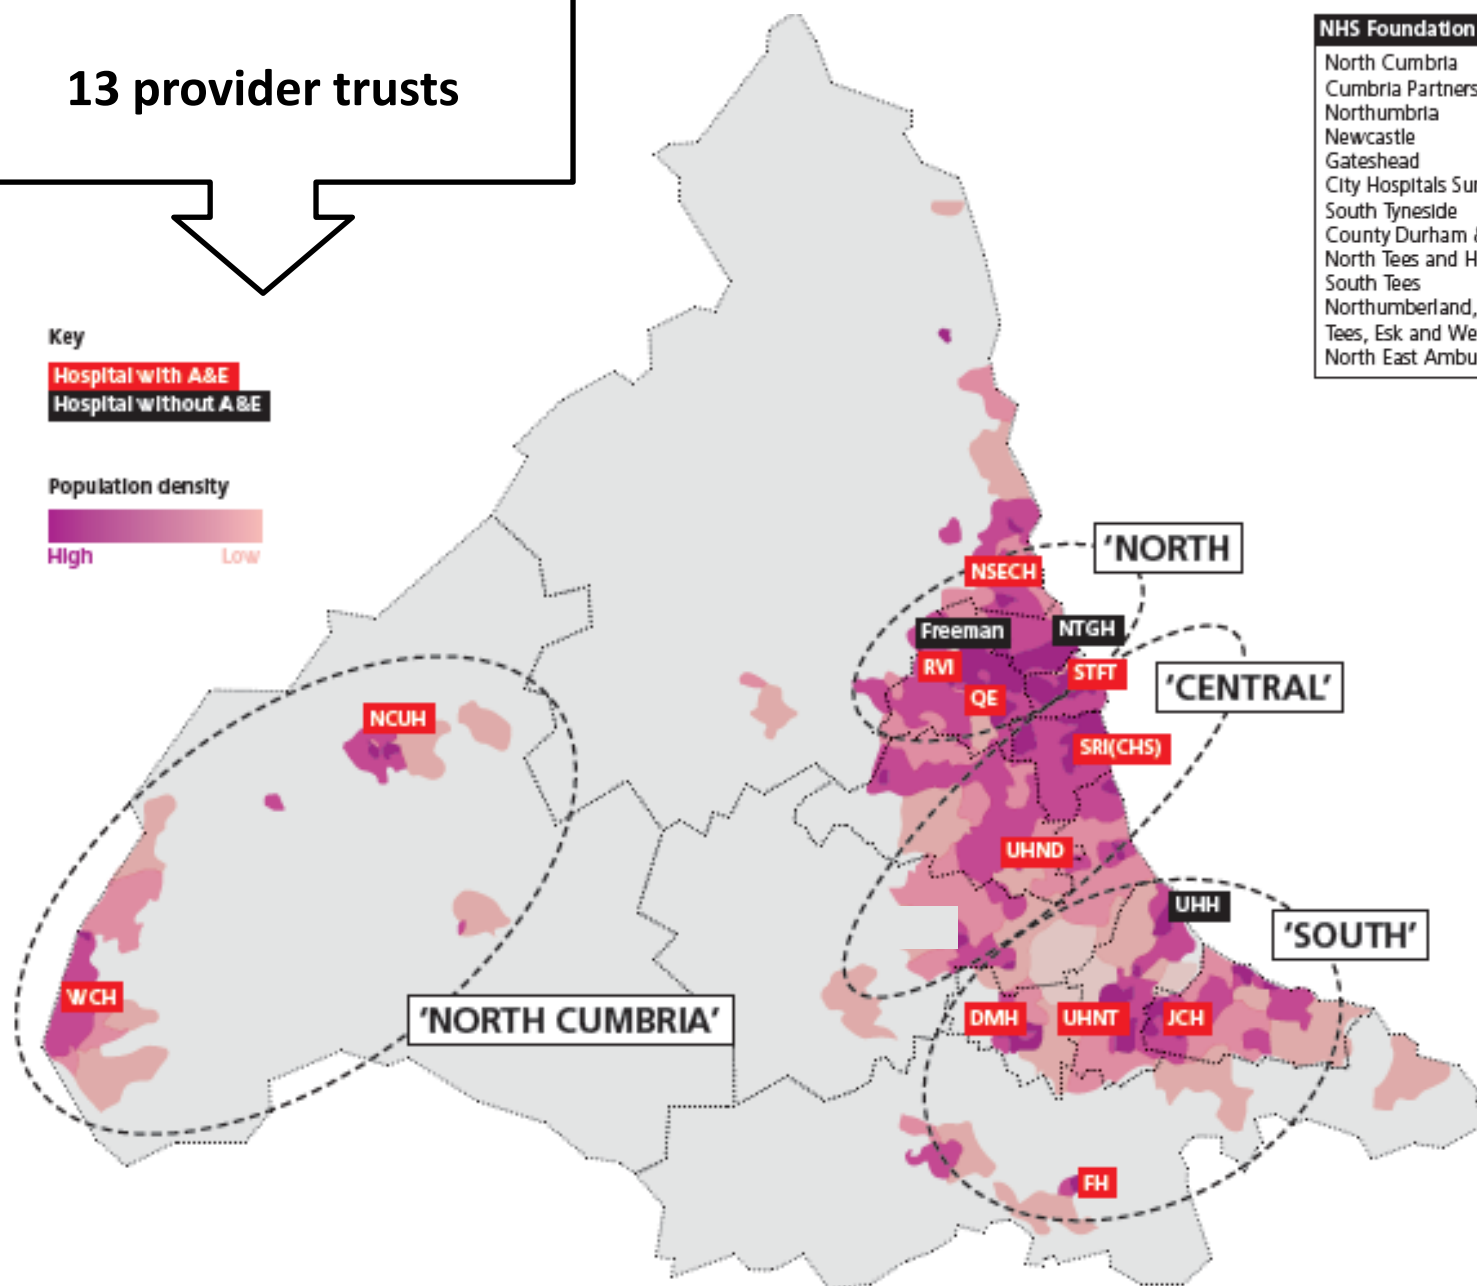 13 provider trusts
NHS Foundation
North Cumbria
Cumbria Partners
Northumbria
Newcastle
Gateshead
City Hospitals Sun
South Tyneside
County Durham &
North Tees and H
South Tees
Northumberland,
Tees, Esk and We
North East Ambu
Key
Hospital with A&E
Hospital without A&E
Population density
High
Low
'NORTH
NSECH
Freeman
NTGH
RVI
STFT
QE
'CENTRAL'
NCUH
SRI(CHS)
UHND
UHH
'SOUTH'
WCH
'NORTH CUMBRIA'
DMH
UHNT
JCH
FH